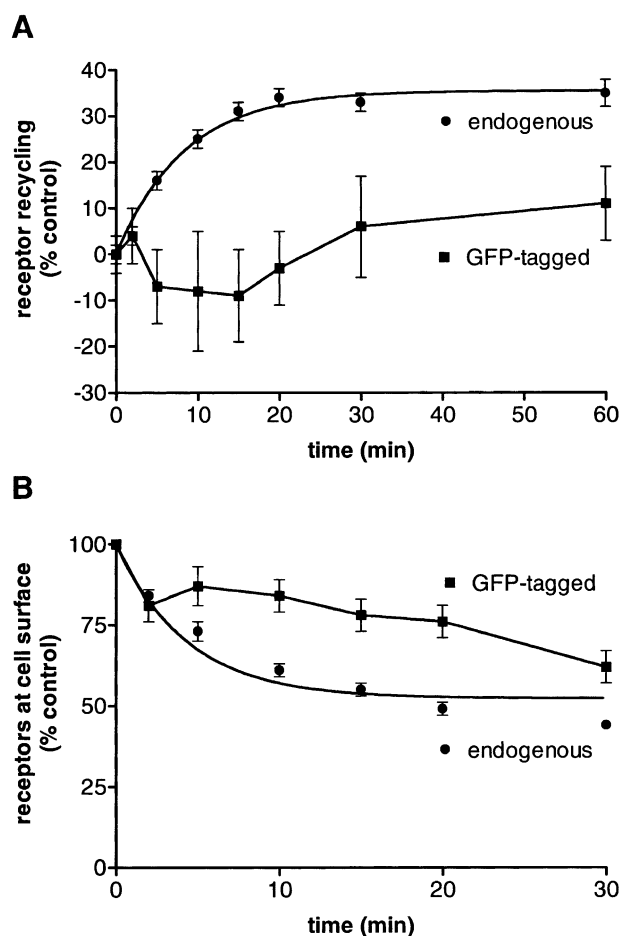 A
40
30
20
10
0
-10
-20
-30
receptor recycling
(% control)
endogenous
GFP-tagged
0 10 20 30 40 50 60
time (min)
B
100
75
50
25
0
receptors at cell surface
(% control)
GFP-tagged
endogenous
0 10 20 30
time (min)